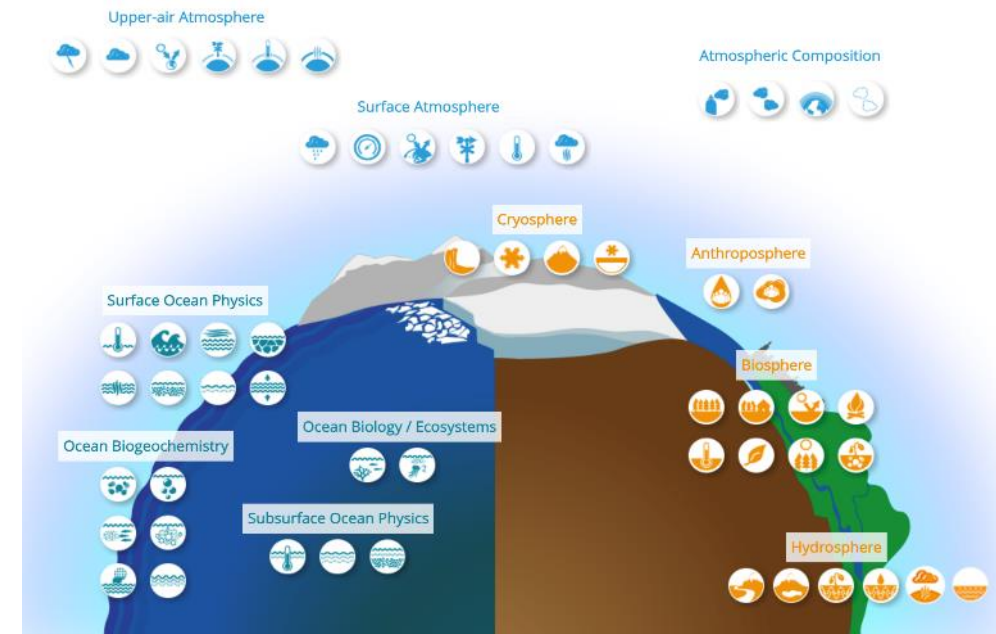 Upper-air Atmosphere
Atmospheric Composition
Surface Atmosphere
Cryosphere
Anthroposphere
Surface Ocean Physics
Biosphere
Ocean Biology / Ecosystems
Ocean Biogeochemistry
Subsurface Ocean Physics
Hydrosphere